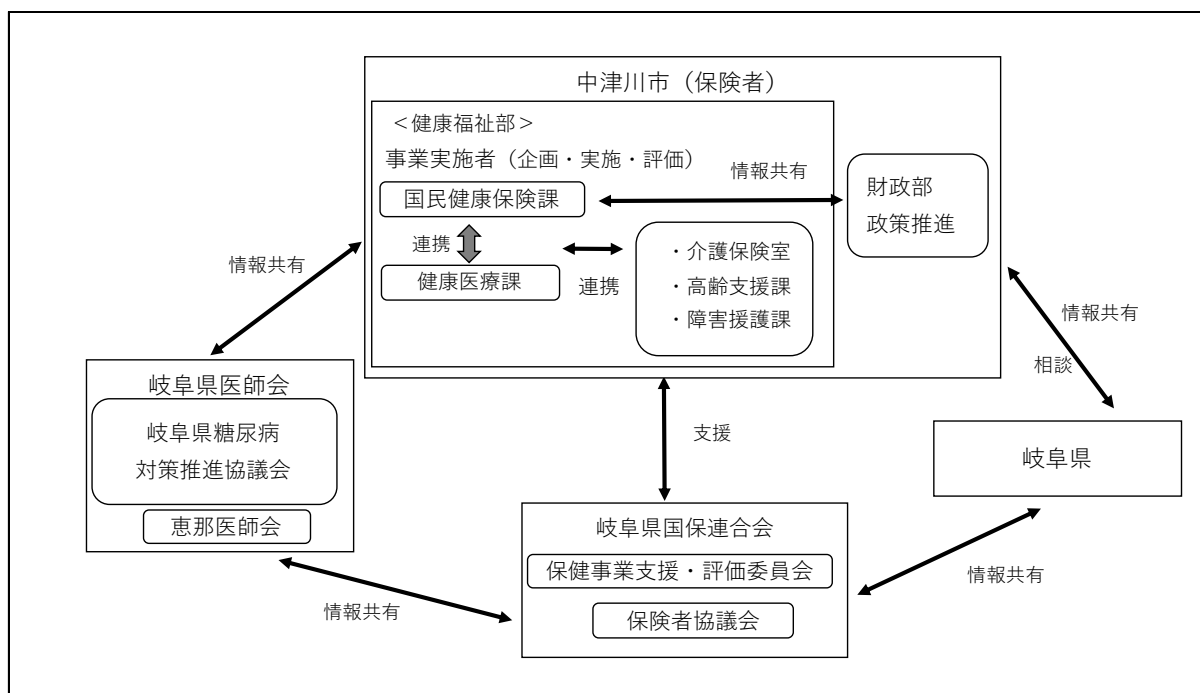 中津川市（保険者）
＜健康福祉部＞
事業実施者（企画・実施・評価）
国民健康保険課
連携
健康医療課
連携
・介護保険室
・高齢支援課
・障害援護課
情報共有
財政部
政策推進
情報共有
情報共有
相談
岐阜県医師会
岐阜県糖尿病
対策推進協議会
恵那医師会
支援
岐阜県
岐阜県国保連合会
保健事業支援・評価委員会
保険者協議会
情報共有
情報共有